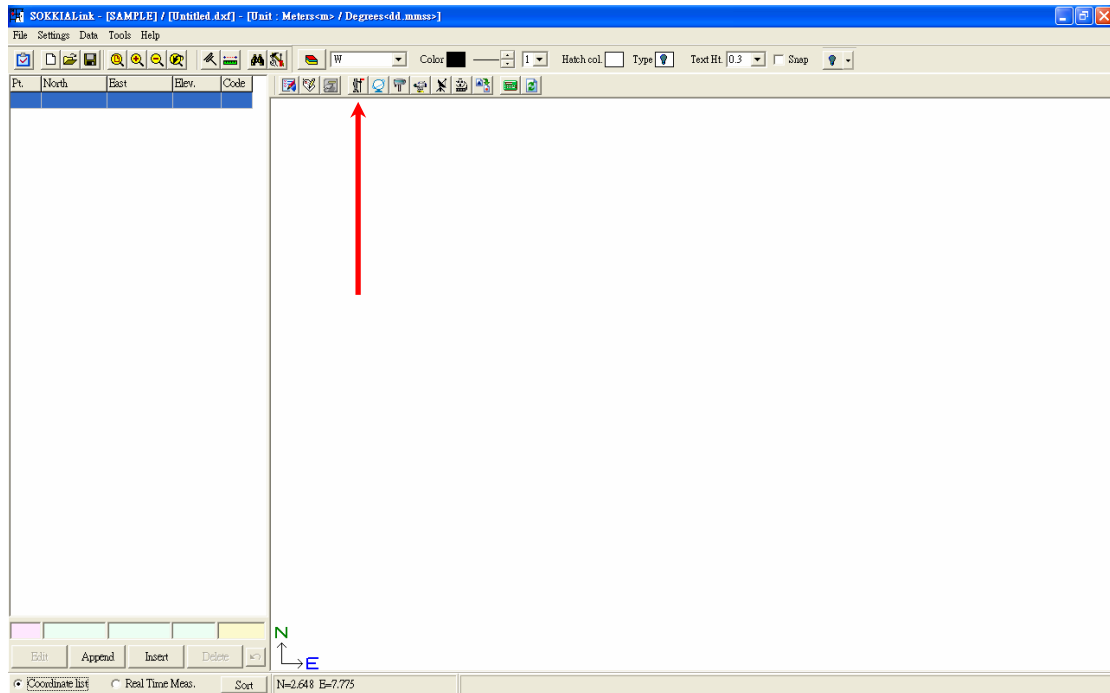 SOKKIALink - [SAMPLE] / [Untitled.dxf] - [Unit : Meters<m> / Degrees<dd.mmss>]
File Settings Data Tools Help
W Color 1 Hatch col. Type Text Ht. 0.3 Snap
Pt. North East Elev. Code
N
E
Edit Append Insert Delete
Coordinate list Real Time Meas. Sort N=2.648 E=7.775